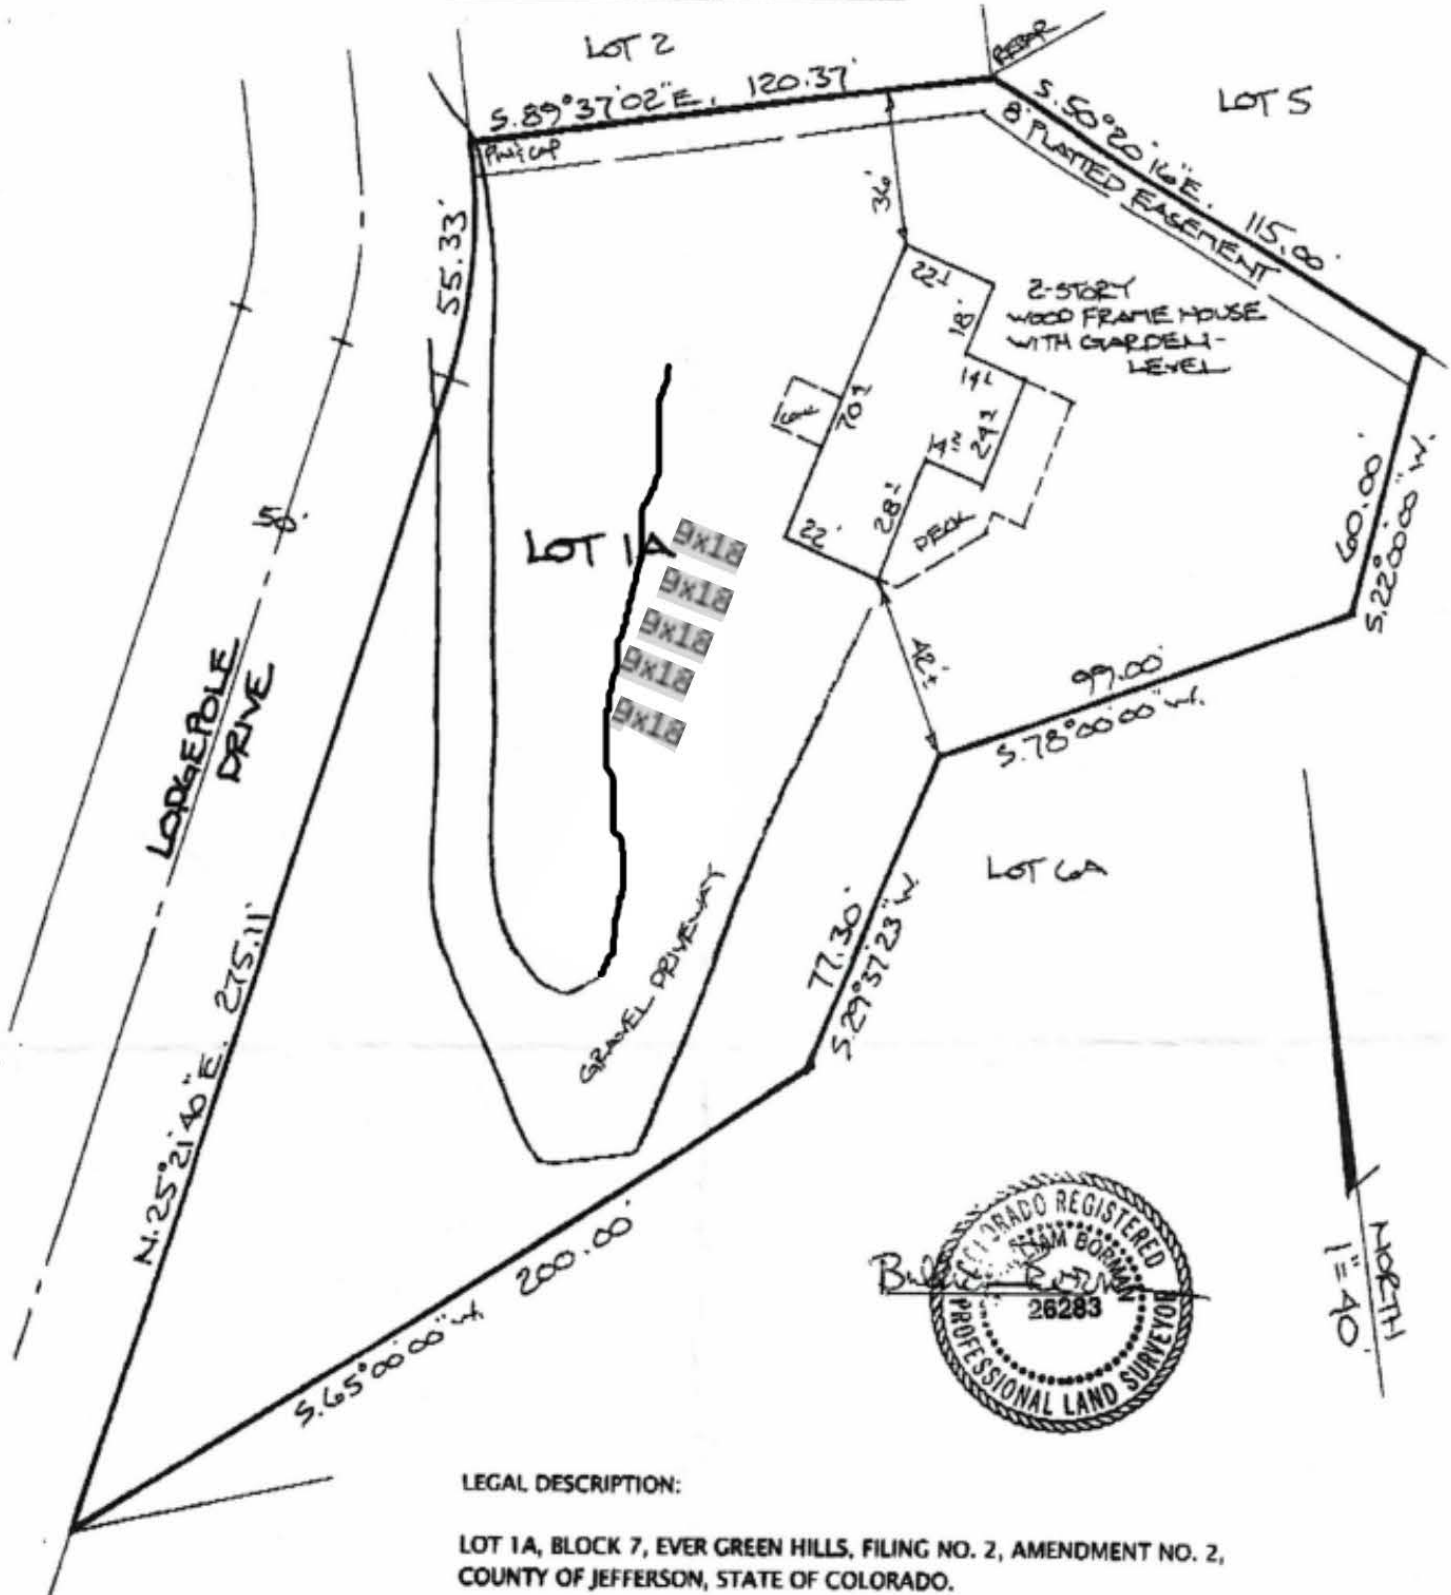 LOT 2
REBAR
S.89°37'02"E. 120.37'
S.50°20'16"E. 115.00'
LOT 5
8' PLATTED EASEMENT
PIN & CAP
55.33'
36'
22±
18'
2-STORY
WOOD FRAME HOUSE
WITH GARDEN-
LEVEL
14±
70±
24±
28±
22'
DECK
60.00'
S.22°00'00"W.
50'
LOT 1A
9x18
9x18
9x18
9x18
9x18
42±
99.00'
S.78°00'00"W.
LODGEPOLE
DRIVE
LOT 6A
GRAVEL DRIVEWAY
77.30'
S.29°37'23"W.
N.25°21'40"E. 275.11'
200.00'
S.65°00'00"W.
NORTH
1"=40'
COLORADO REGISTERED
BORMAN
26283
PROFESSIONAL LAND SURVEYOR
LEGAL DESCRIPTION:
LOT 1A, BLOCK 7, EVER GREEN HILLS, FILING NO. 2, AMENDMENT NO. 2,
COUNTY OF JEFFERSON, STATE OF COLORADO.